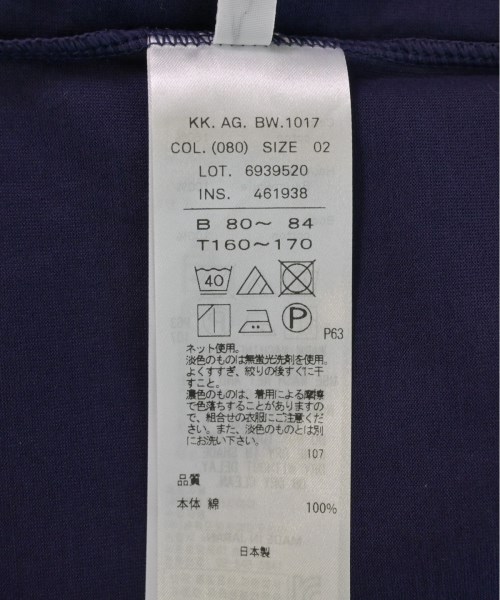 KK. AG. BW.1017
COL. (080) SIZE 02
LOT. 6939520
INS. 461938
B 80～ 84
T160～170
40
P
P63
ネット使用。
淡色のものは無蛍光洗剤を使用。
よくすすぎ、絞りの後すぐに干
すこと。
濃色のものは、着用による摩擦
で色落ちすることがありますの
で、組合せの衣服にご注意くだ
さい。また、淡色のものとは別
にお洗い下さい。
107
品質
本体 綿 100%
日本製